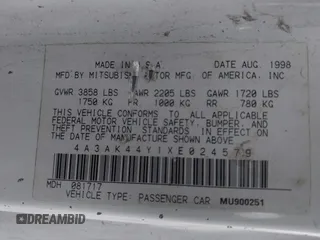 MADE IN U.S.A. DATE AUG. 1998
MFD BY MITSUBISHI MOTOR MFG. OF AMERICA, INC
GVWR 3858 LBS GAWR 2205 LBS GAWR 1720 LBS
1750 KG FR. 1000 KG RR 780 KG
THIS VEHICLE CONFORMS TO ALL APPLICABLE
FEDERAL MOTOR VEHICLE SAFETY, BUMPER, AND
THEFT PREVENTION STANDARDS IN EFFECT ON
THE DATE OF MANUFACTURE SHOWN ABOVE
4A3AK44Y1XE024579
MDH 081717
VEHICLE TYPE: PASSENGER CAR MU900251
DREAMBID